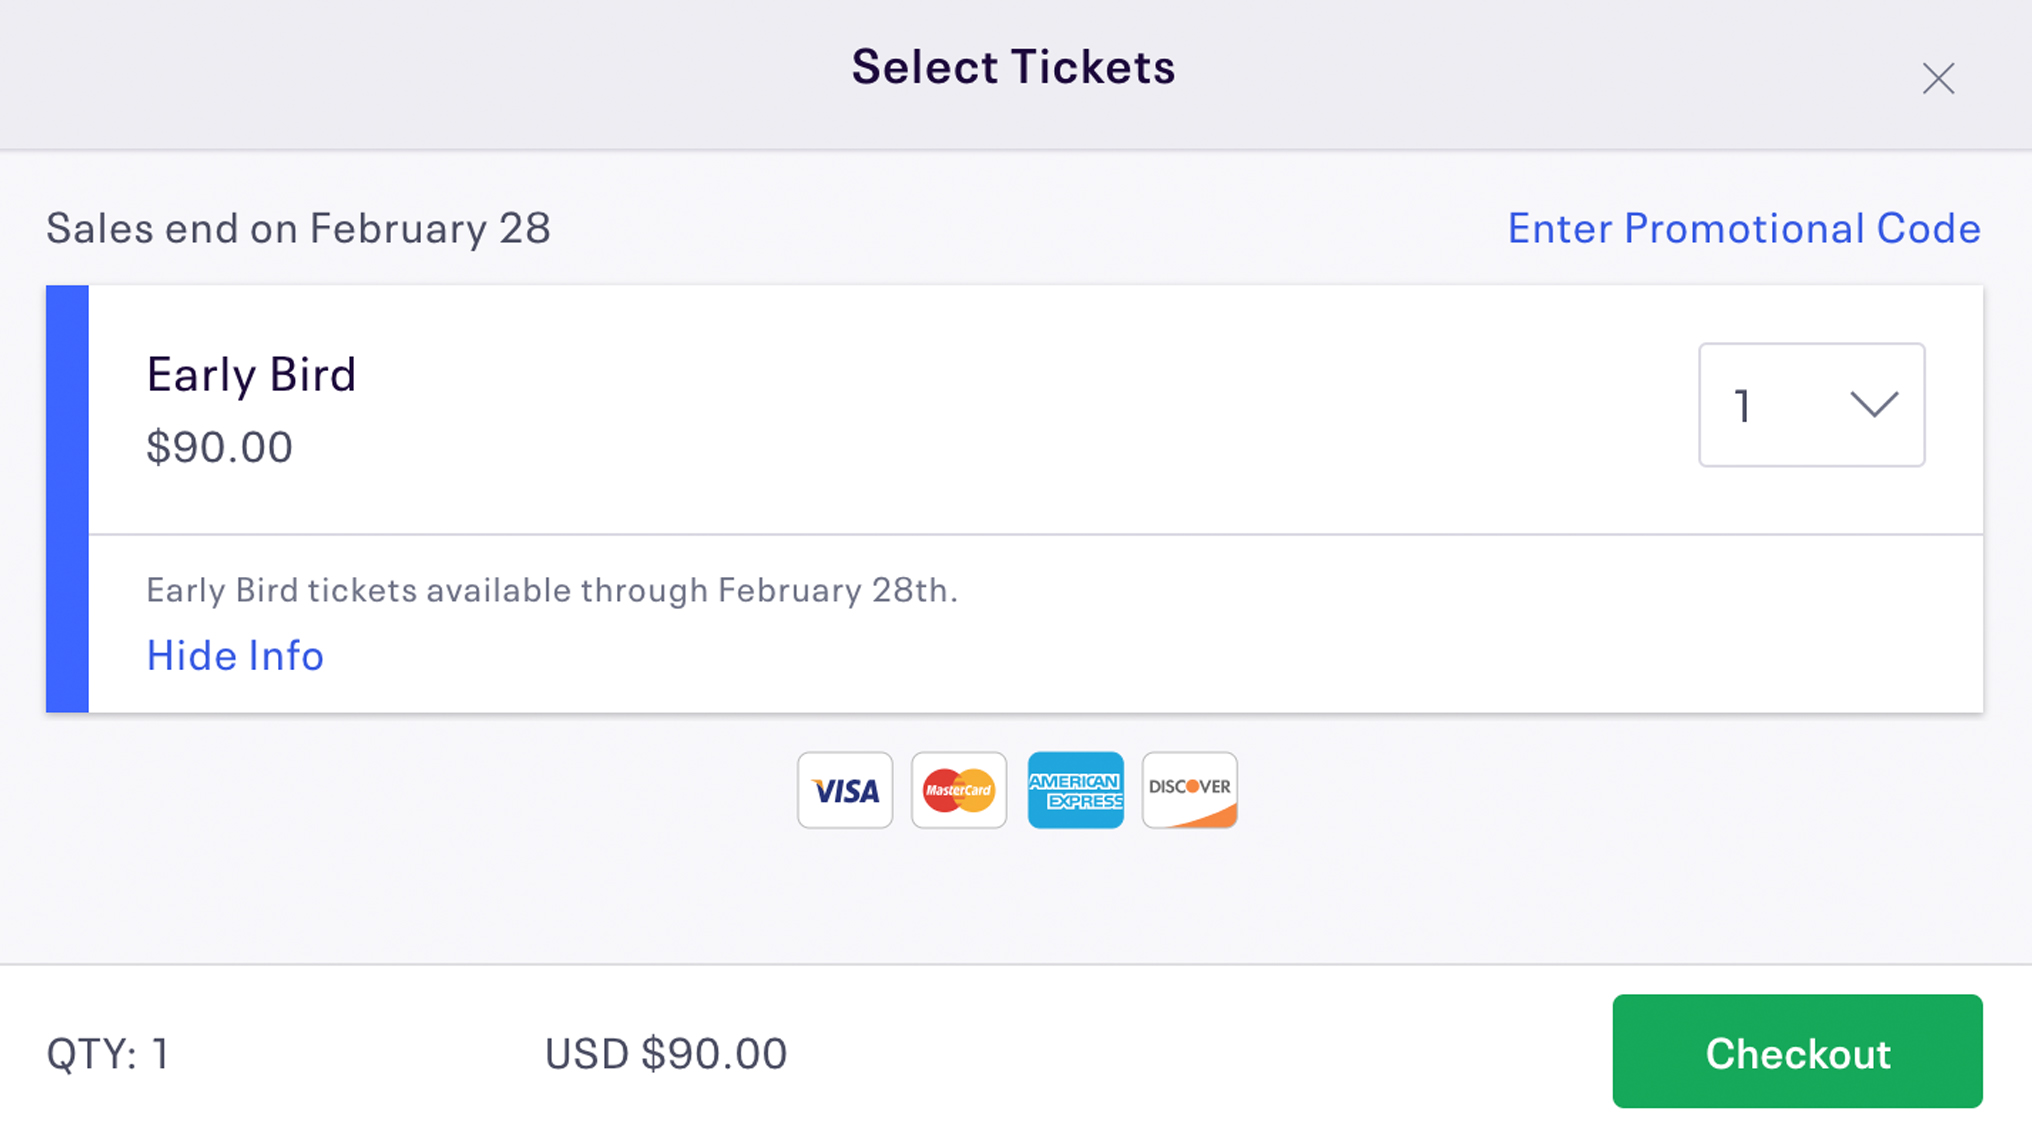 Select Tickets
Sales end on February 28
Enter Promotional Code
Early Bird
$90.00
1
Early Bird tickets available through February 28th.
Hide Info
VISA
MasterCard
AMERICAN
EXPRESS
DISCOVER
QTY: 1
USD $90.00
Checkout